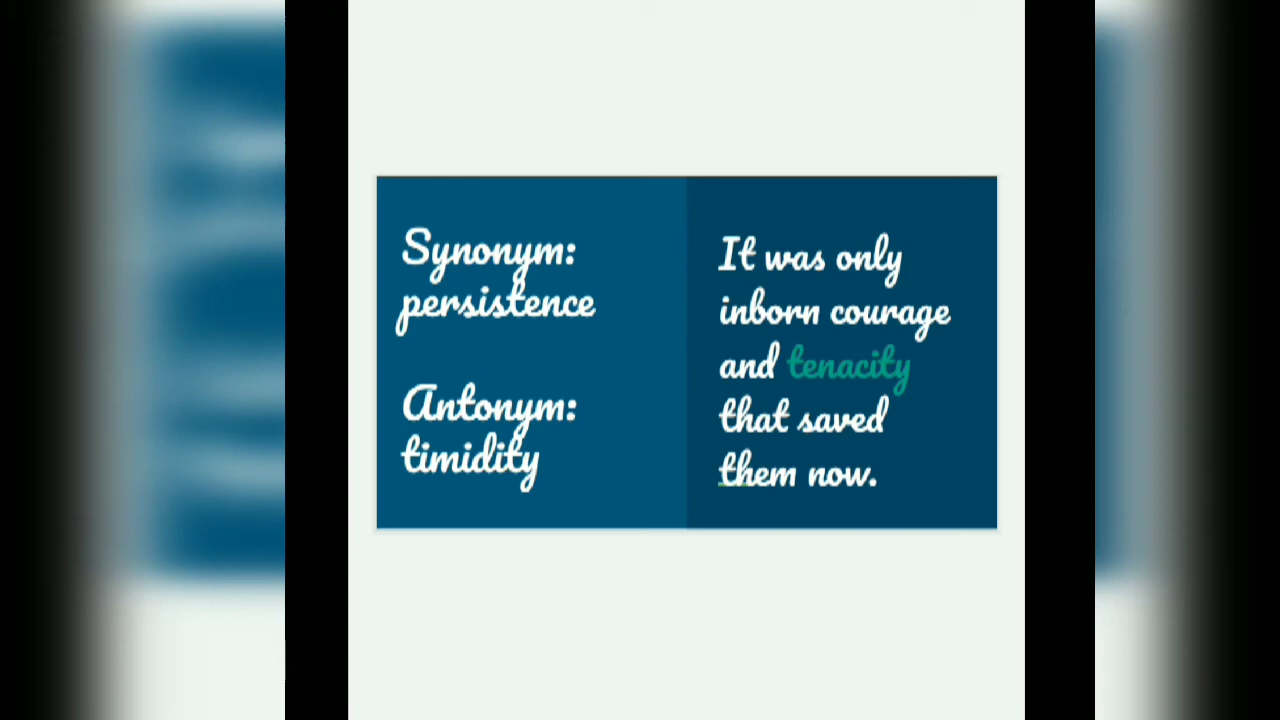 Synonym:
persistence
Antonym:
timidity
It was only
inborn courage
and tenacity
that saved
them now.